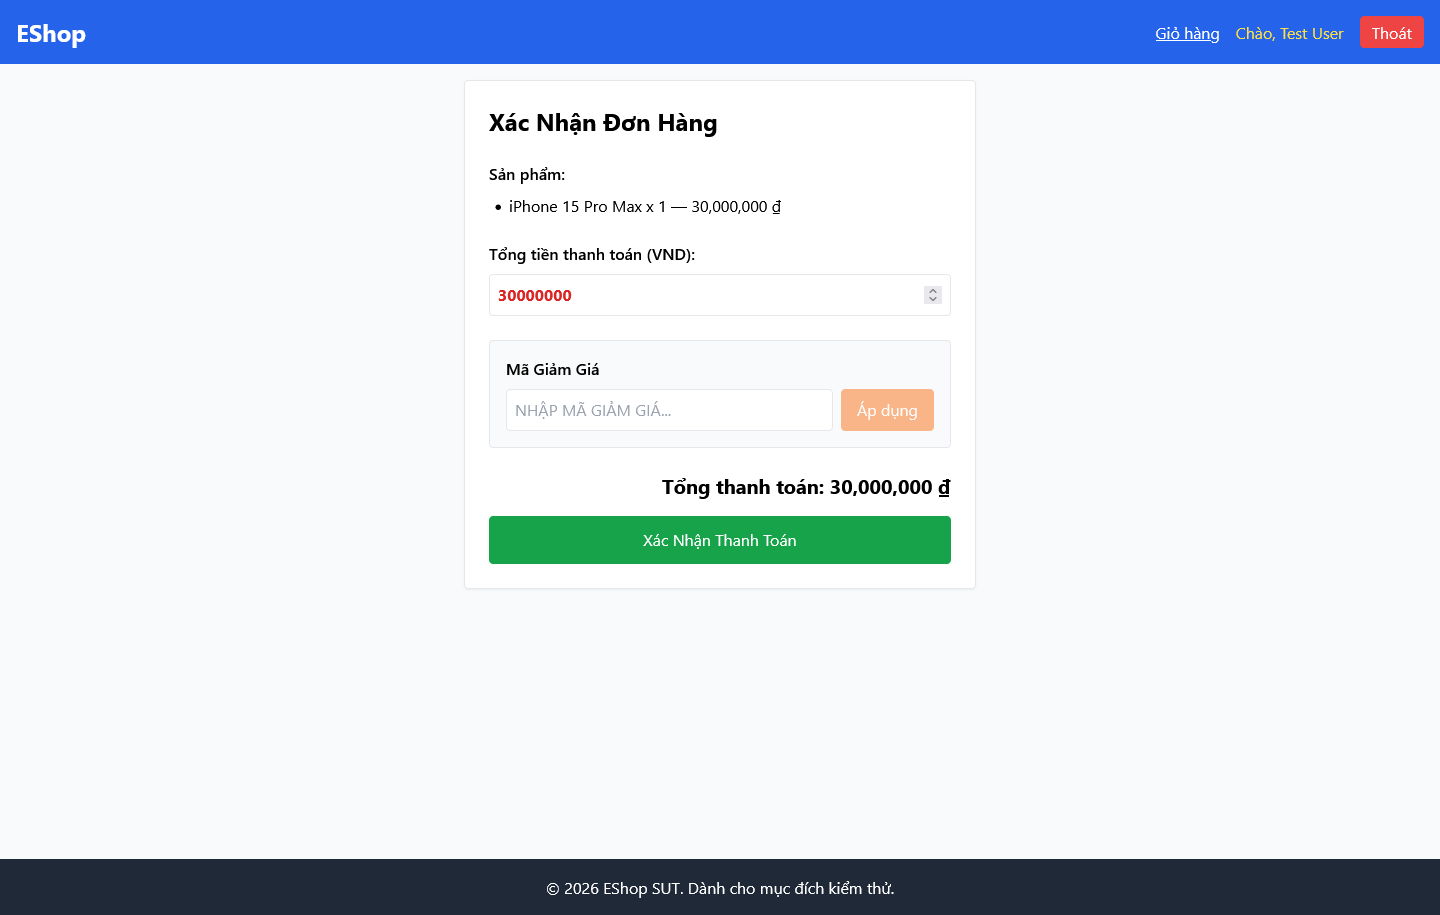 EShop
Giỏ hàng Chào, Test User Thoát
Xác Nhận Đơn Hàng
Sản phẩm:
• iPhone 15 Pro Max x 1 — 30,000,000 ₫
Tổng tiền thanh toán (VND):
30000000
Mã Giảm Giá
NHẬP MÃ GIẢM GIÁ...
Áp dụng
Tổng thanh toán: 30,000,000 ₫
Xác Nhận Thanh Toán
© 2026 EShop SUT. Dành cho mục đích kiểm thử.